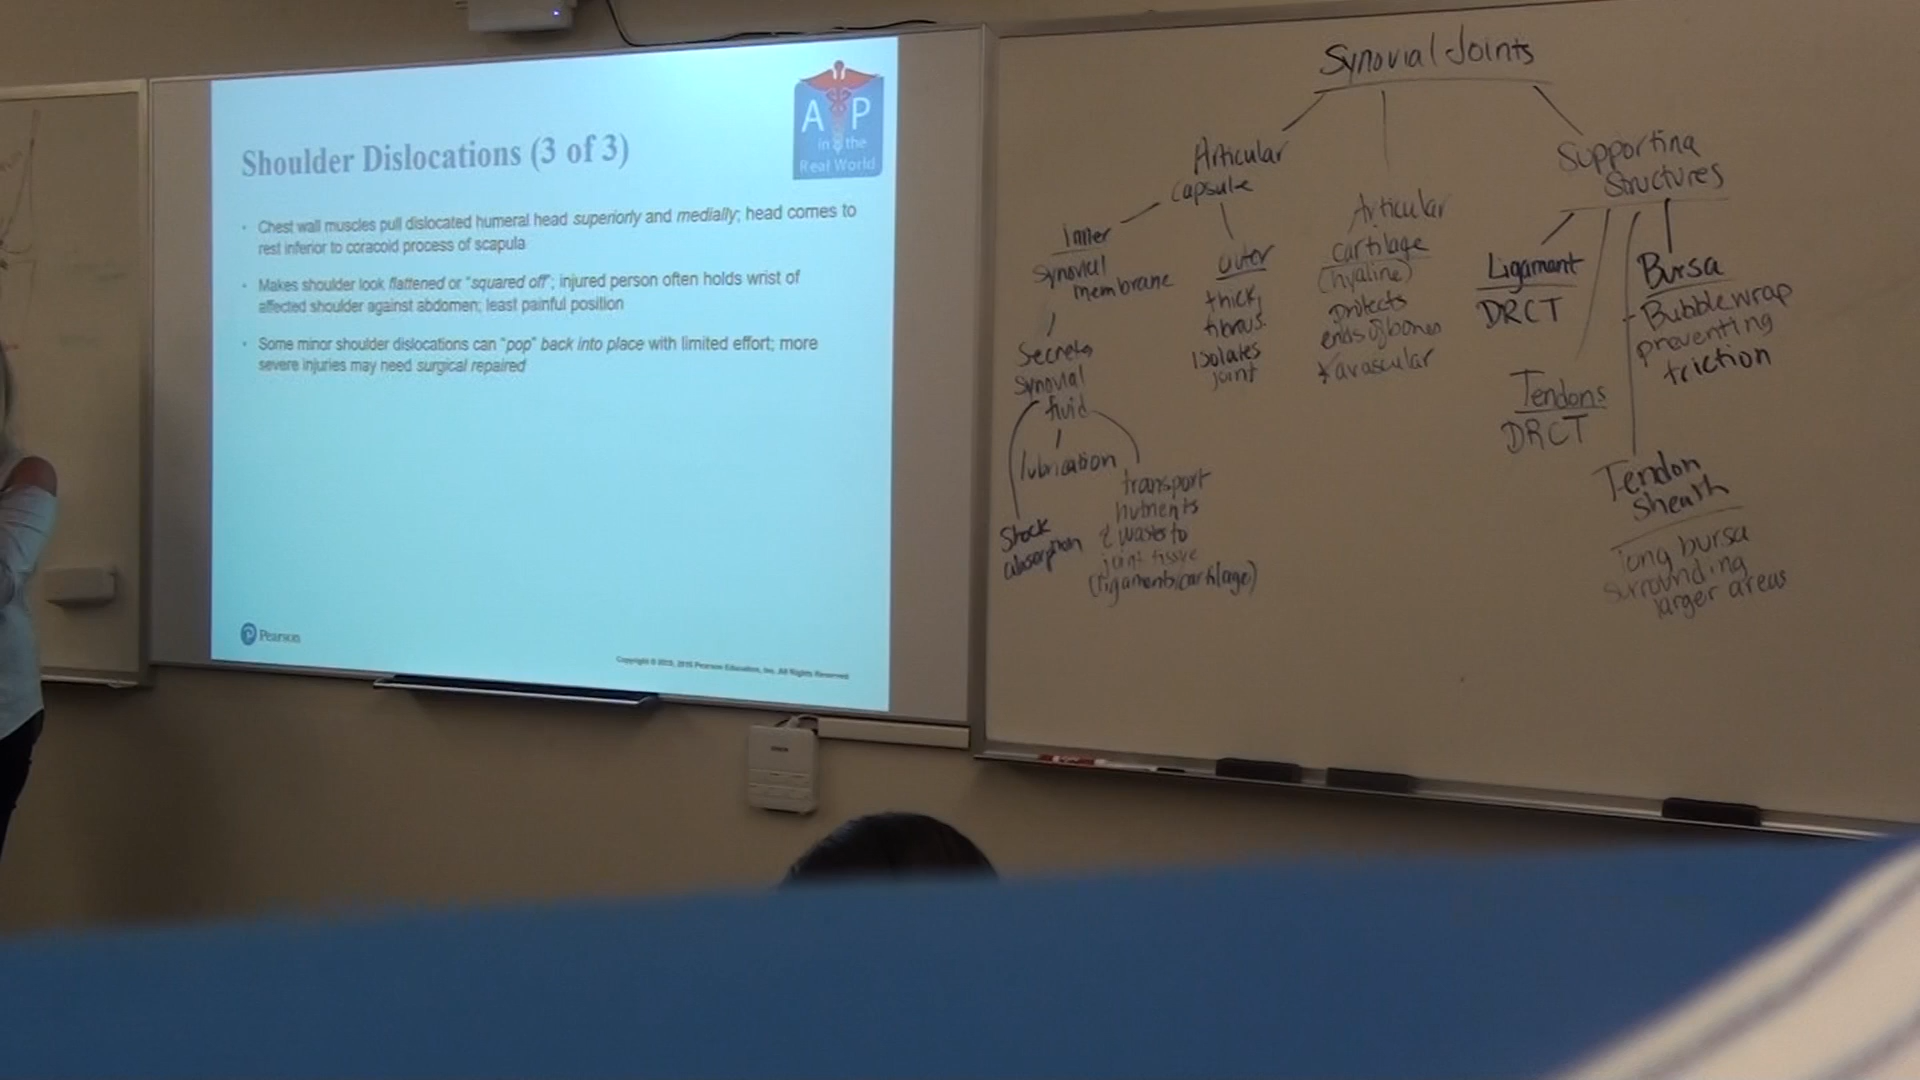 A P
in the
Real World
Shoulder Dislocations (3 of 3)
• Chest wall muscles pull dislocated humeral head superiorly and medially; head comes to
rest inferior to coracoid process of scapula
• Makes shoulder look flattened or "squared off"; injured person often holds wrist of
affected shoulder against abdomen; least painful position
• Some minor shoulder dislocations can "pop" back into place with limited effort; more
severe injuries may need surgical repaired
Pearson
Pearson Education, Inc. All Rights Reserved
Synovial Joints
Articular
capsule
inner
synovial
membrane
Secretes
synovial
fluid
lubrication
Shock
absorption
transport
nutrients
& wastes to
joint tissue
(ligaments/cartilage)
outer
thick,
fibrous.
isolates
joint
Articular
cartilage
(hyaline)
protects
ends of bones
*avascular
Supporting
Structures
Ligament
DRCT
Tendons
DRCT
Tendon
Sheath
long bursa
surrounding
larger areas
Bursa
- Bubblewrap
preventing
friction